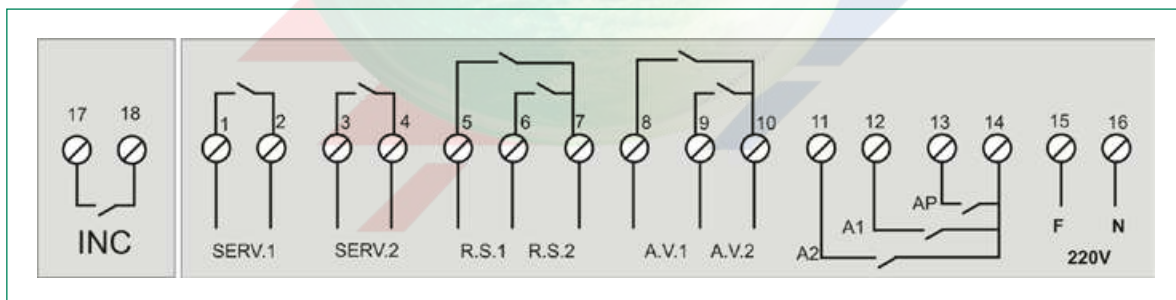 17 18 1 2 3 4 5 6 7 8 9 10 11 12 13 14 15 16
AP
A1 F N
INC SERV.1 SERV.2 R.S.1 R.S.2 A.V.1 A.V.2 A2 220V